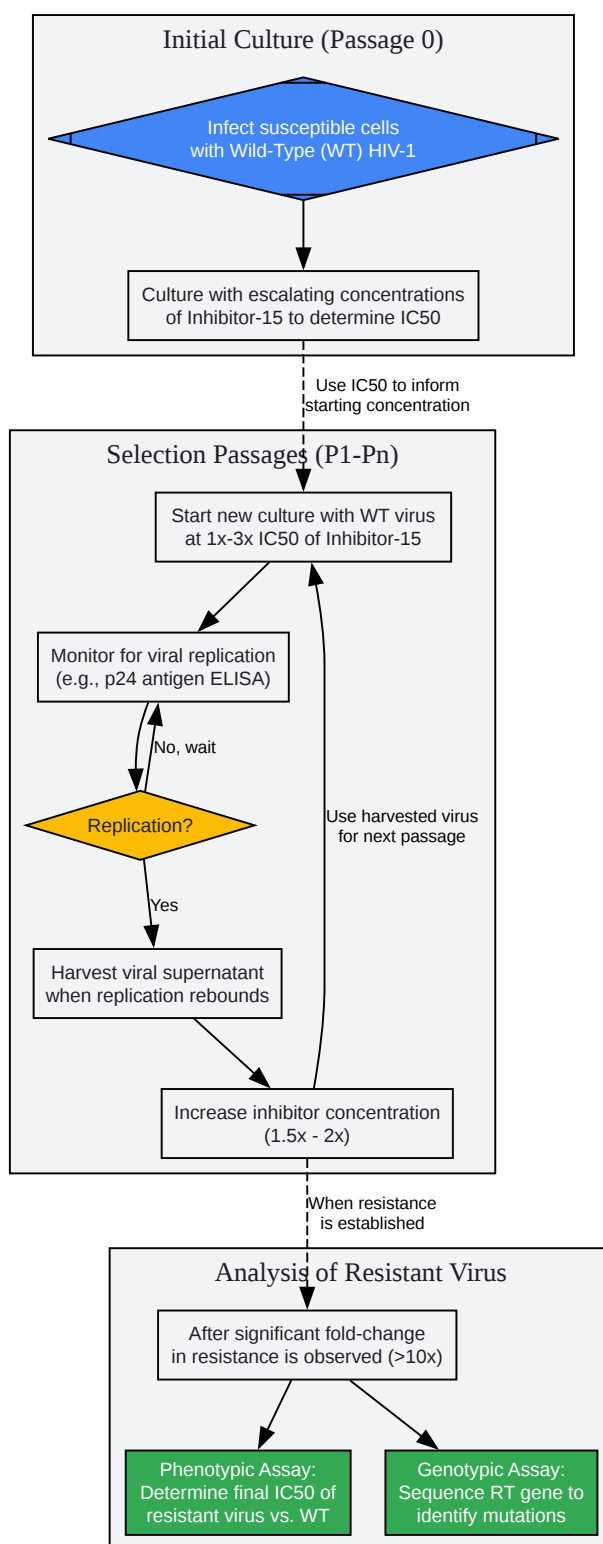 Initial Culture (Passage 0)
Infect susceptible cells
with Wild-Type (WT) HIV-1
Culture with escalating concentrations
of Inhibitor-15 to determine IC50
Use IC50 to inform
starting concentration
Selection Passages (P1-Pn)
Start new culture with WT virus
at 1x-3x IC50 of Inhibitor-15
Monitor for viral replication
(e.g., p24 antigen ELISA)
No, wait
Replication?
Use harvested virus
for next passage
Yes
Harvest viral supernatant
when replication rebounds
Increase inhibitor concentration
(1.5x - 2x)
When resistance
is established
Analysis of Resistant Virus
After significant fold-change
in resistance is observed (>10x)
Phenotypic Assay:
Determine final IC50 of
resistant virus vs. WT
Genotypic Assay:
Sequence RT gene to
identify mutations